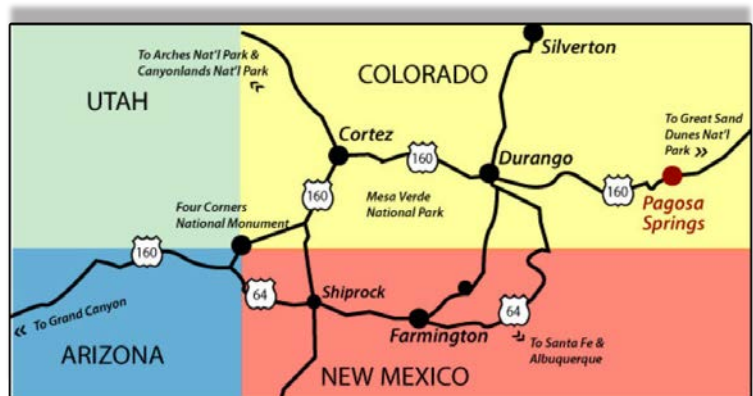 To Arches Nat'l Park &
Canyonlands Nat'l Park
Silverton
COLORADO
UTAH
To Great Sand
Dunes Nat'l
Park »
Cortez
160
Durango
160
160
Pagosa
Springs
Mesa Verde
National Park
Four Corners
National Monument
160
64
Shiprock
64
« To Grand Canyon
Farmington
To Santa Fe &
Albuquerque
ARIZONA
NEW MEXICO